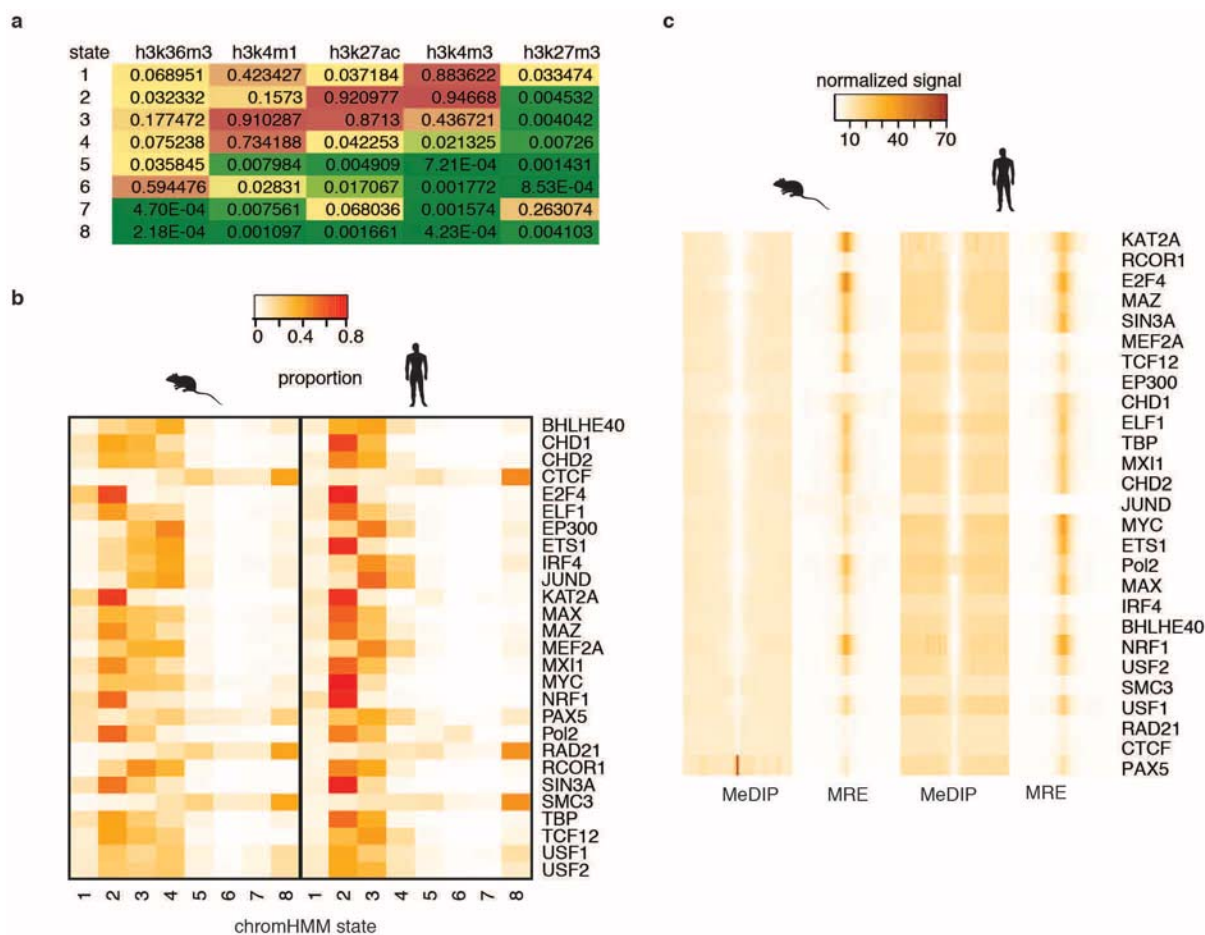 a
state h3k36m3 h3k4m1 h3k27ac h3k4m3 h3k27m3
1 0.068951 0.423427 0.037184 0.883622 0.033474
2 0.032332 0.1573 0.920977 0.94668 0.004532
3 0.177472 0.910287 0.8713 0.436721 0.004042
4 0.075238 0.734188 0.042253 0.021325 0.00726
5 0.035845 0.007984 0.004909 7.21E-04 0.001431
6 0.594476 0.02831 0.017067 0.001772 8.53E-04
7 4.70E-04 0.007561 0.068036 0.001574 0.263074
8 2.18E-04 0.001097 0.001661 4.23E-04 0.004103
b
0 0.4 0.8
proportion
BHLHE40
CHD1
CHD2
CTCF
E2F4
ELF1
EP300
ETS1
IRF4
JUND
KAT2A
MAX
MAZ
MEF2A
MXI1
MYC
NRF1
PAX5
Pol2
RAD21
RCOR1
SIN3A
SMC3
TBP
TCF12
USF1
USF2
1 2 3 4 5 6 7 8 1 2 3 4 5 6 7 8
chromHMM state
c
normalized signal
10 40 70
KAT2A
RCOR1
E2F4
MAZ
SIN3A
MEF2A
TCF12
EP300
CHD1
ELF1
TBP
MXI1
CHD2
JUND
MYC
ETS1
Pol2
MAX
IRF4
BHLHE40
NRF1
USF2
SMC3
USF1
RAD21
CTCF
PAX5
MeDIP MRE MeDIP MRE